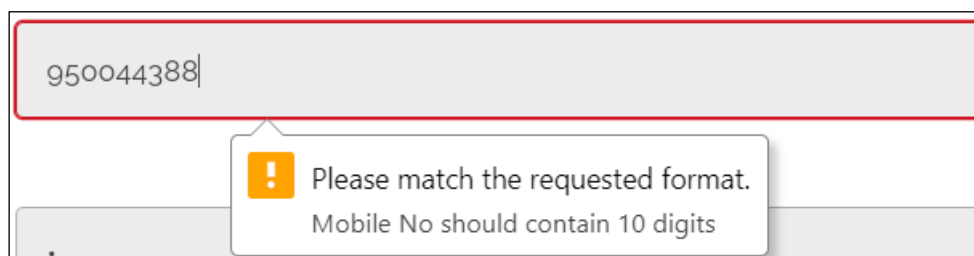 950044388
Please match the requested format.
Mobile No should contain 10 digits